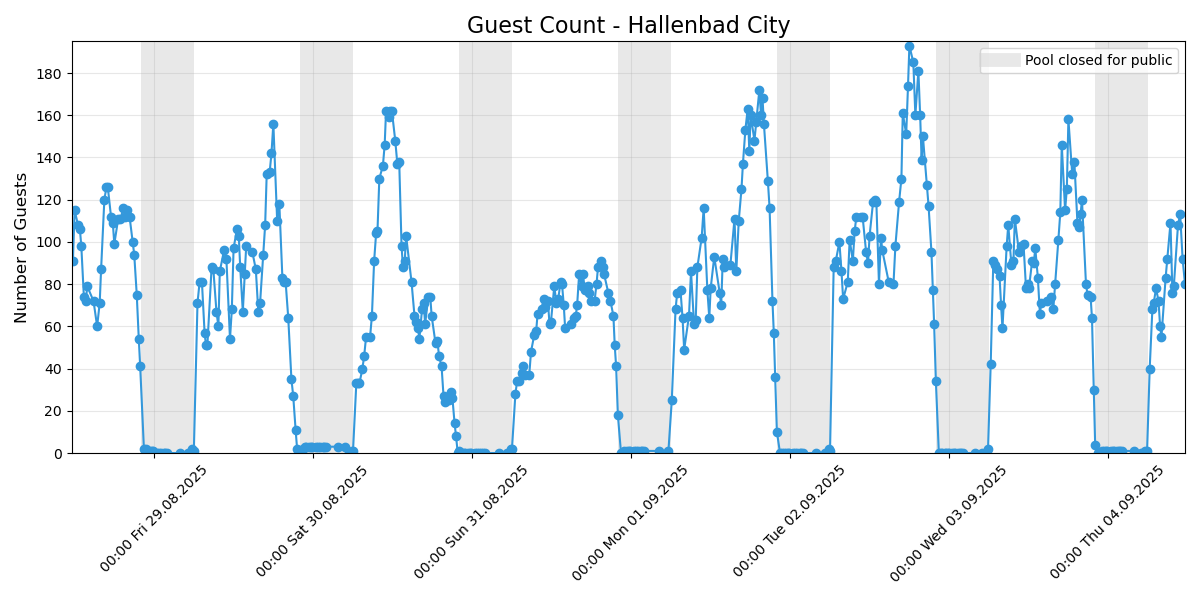 Guest Count - Hallenbad City
Pool closed for public
Number of Guests
180
160
140
120
100
80
60
40
20
0
00:00 Fri 29.08.2025
00:00 Sat 30.08.2025
00:00 Sun 31.08.2025
00:00 Mon 01.09.2025
00:00 Tue 02.09.2025
00:00 Wed 03.09.2025
00:00 Thu 04.09.2025